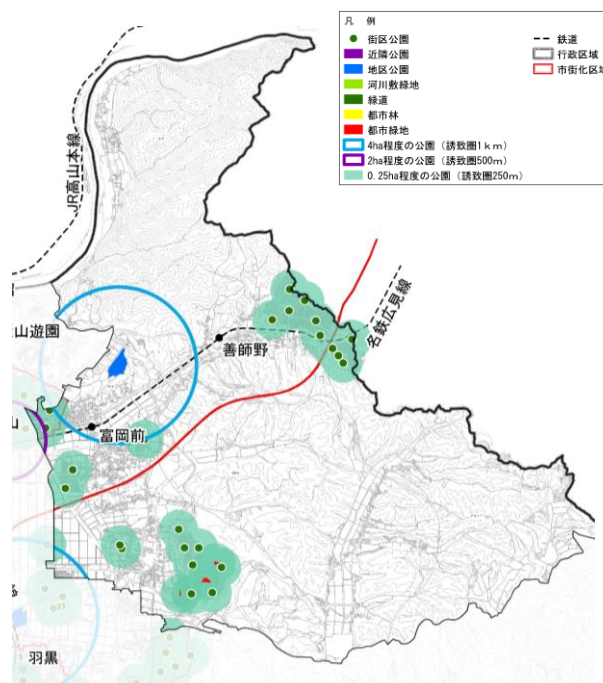 凡 例
街区公園
近隣公園
地区公園
河川敷緑地
緑道
都市林
都市緑地
4ha程度の公園（誘致圏1km）
2ha程度の公園（誘致圏500m）
0.25ha程度の公園（誘致圏250m）
鉄道
行政区域
市街化区域
JR高山本線
名鉄広見線
山遊園
善師野
富岡前
山
羽黒